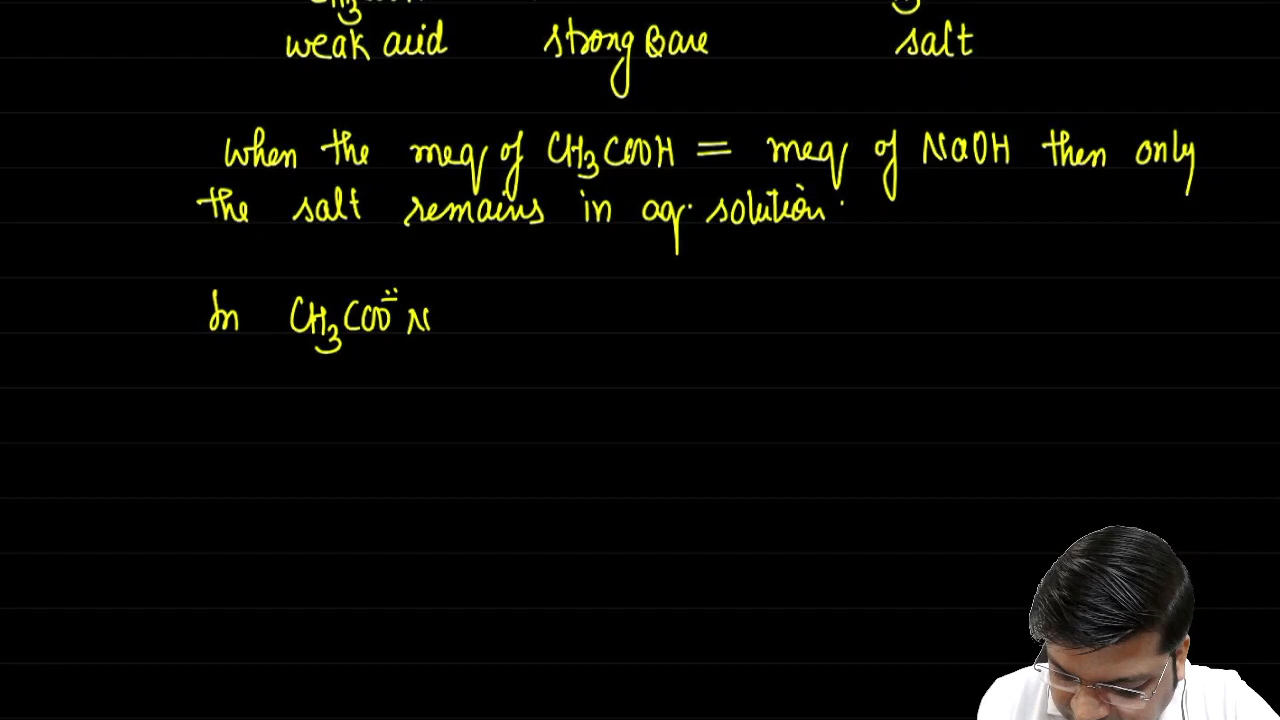 weak acid strong Base salt
when the meq of CH3COOH = meq of NaOH then only
the salt remains in aq. solution.
In CH3COO⁻ N